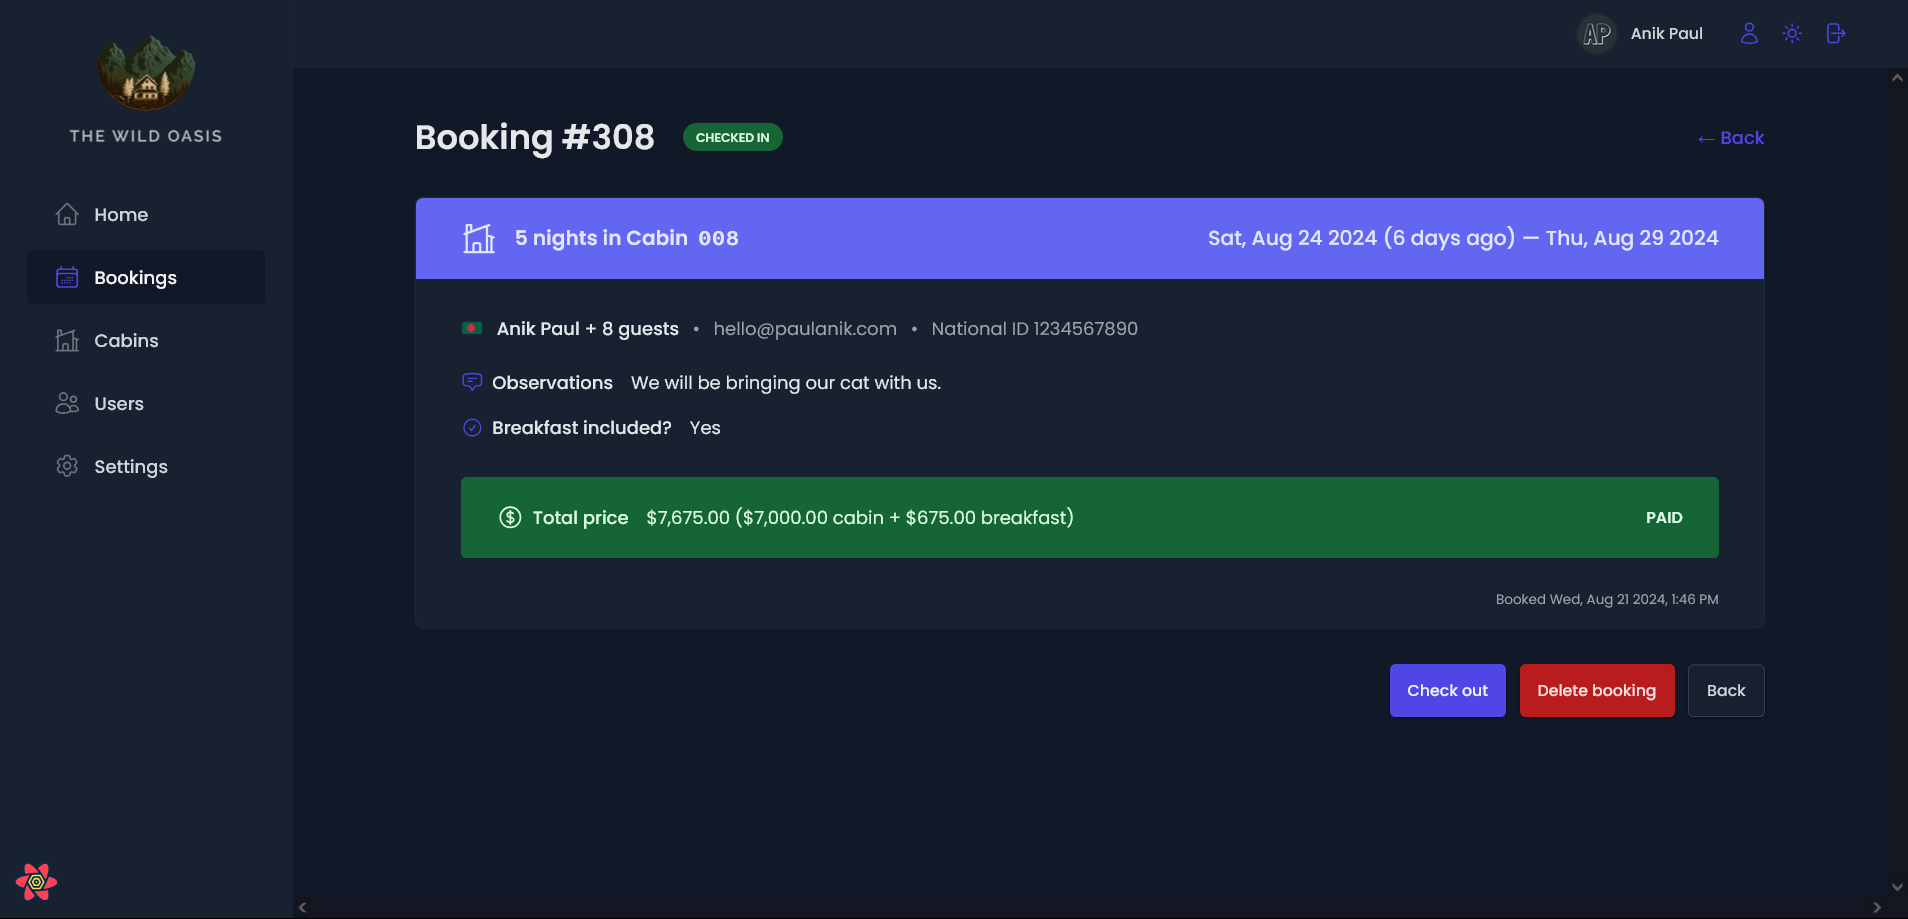 THE WILD OASIS
Home
Bookings
Cabins
Users
Settings
AP Anik Paul
Booking #308 CHECKED IN ← Back
5 nights in Cabin 008 Sat, Aug 24 2024 (6 days ago) — Thu, Aug 29 2024
Anik Paul + 8 guests • hello@paulanik.com • National ID 1234567890
Observations We will be bringing our cat with us.
Breakfast included? Yes
Total price $7,675.00 ($7,000.00 cabin + $675.00 breakfast) PAID
Booked Wed, Aug 21 2024, 1:46 PM
Check out Delete booking Back